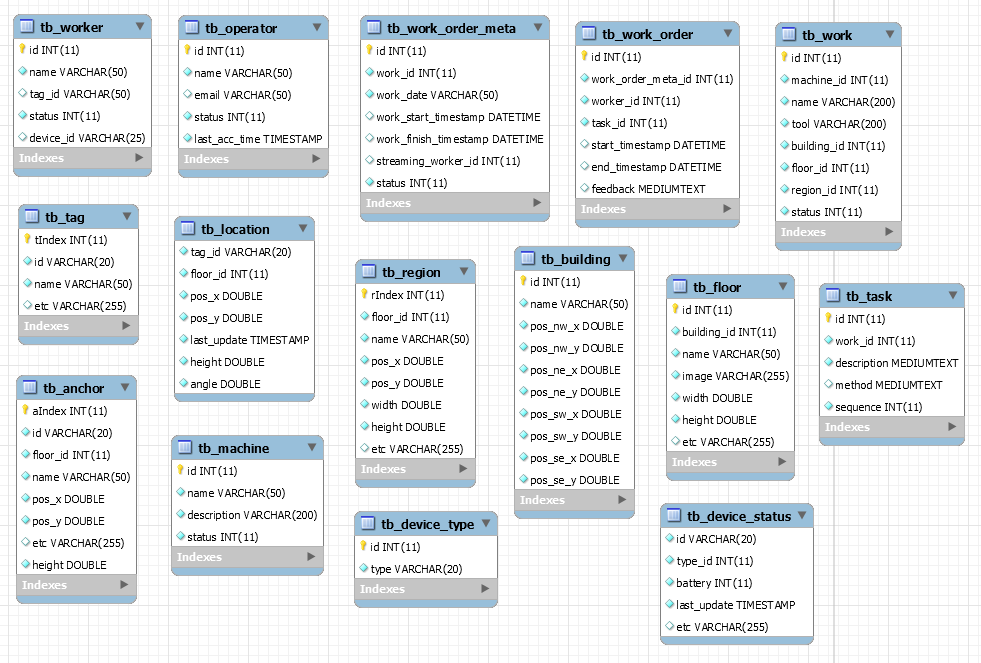 tb_worker
id INT(11)
name VARCHAR(50)
tag_id VARCHAR(50)
status INT(11)
device_id VARCHAR(25)
Indexes
tb_operator
id INT(11)
name VARCHAR(50)
email VARCHAR(50)
status INT(11)
last_acc_time TIMESTAMP
Indexes
tb_work_order_meta
id INT(11)
work_id INT(11)
work_date VARCHAR(50)
work_start_timestamp DATETIME
work_finish_timestamp DATETIME
streaming_worker_id INT(11)
status INT(11)
Indexes
tb_work_order
id INT(11)
work_order_meta_id INT(11)
worker_id INT(11)
task_id INT(11)
start_timestamp DATETIME
end_timestamp DATETIME
feedback MEDIUMTEXT
Indexes
tb_work
id INT(11)
machine_id INT(11)
name VARCHAR(200)
tool VARCHAR(200)
building_id INT(11)
floor_id INT(11)
region_id INT(11)
status INT(11)
Indexes
tb_tag
tIndex INT(11)
id VARCHAR(20)
name VARCHAR(50)
etc VARCHAR(255)
Indexes
tb_location
tag_id VARCHAR(20)
floor_id INT(11)
pos_x DOUBLE
pos_y DOUBLE
last_update TIMESTAMP
height DOUBLE
angle DOUBLE
tb_region
rIndex INT(11)
floor_id INT(11)
name VARCHAR(50)
pos_x DOUBLE
pos_y DOUBLE
width DOUBLE
height DOUBLE
etc VARCHAR(255)
Indexes
tb_building
id INT(11)
name VARCHAR(50)
pos_nw_x DOUBLE
pos_nw_y DOUBLE
pos_ne_x DOUBLE
pos_ne_y DOUBLE
pos_sw_x DOUBLE
pos_sw_y DOUBLE
pos_se_x DOUBLE
pos_se_y DOUBLE
Indexes
tb_floor
id INT(11)
building_id INT(11)
name VARCHAR(50)
image VARCHAR(255)
width DOUBLE
height DOUBLE
etc VARCHAR(255)
Indexes
tb_task
id INT(11)
work_id INT(11)
description MEDIUMTEXT
method MEDIUMTEXT
sequence INT(11)
Indexes
tb_anchor
aIndex INT(11)
id VARCHAR(20)
floor_id INT(11)
name VARCHAR(50)
pos_x DOUBLE
pos_y DOUBLE
etc VARCHAR(255)
height DOUBLE
Indexes
tb_machine
id INT(11)
name VARCHAR(50)
description VARCHAR(200)
status INT(11)
Indexes
tb_device_type
id INT(11)
type VARCHAR(20)
Indexes
tb_device_status
id VARCHAR(20)
type_id INT(11)
battery INT(11)
last_update TIMESTAMP
etc VARCHAR(255)